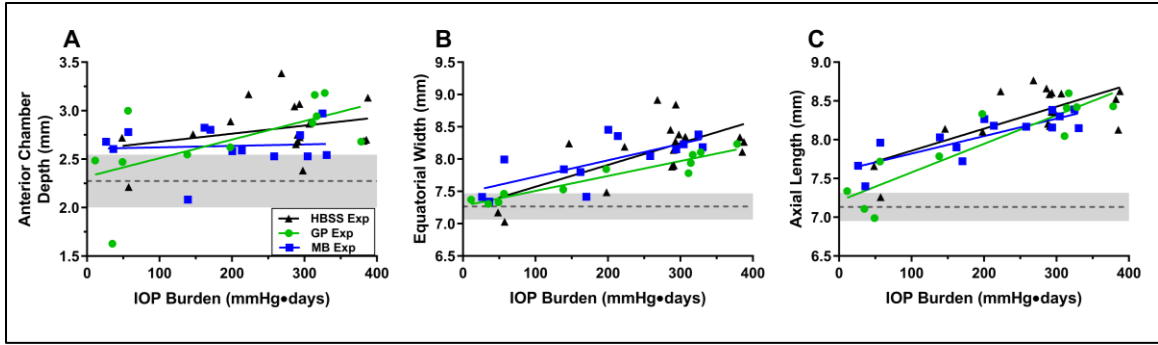 A
Anterior Chamber
Depth (mm)
3.5
3.0
2.5
2.0
1.5
HBSS Exp
GP Exp
MB Exp
0
100
200
300
400
IOP Burden (mmHg•days)
B
Equatorial Width (mm)
9.5
9.0
8.5
8.0
7.5
7.0
6.5
0
100
200
300
400
IOP Burden (mmHg•days)
C
Axial Length (mm)
9.0
8.5
8.0
7.5
7.0
6.5
0
100
200
300
400
IOP Burden (mmHg•days)